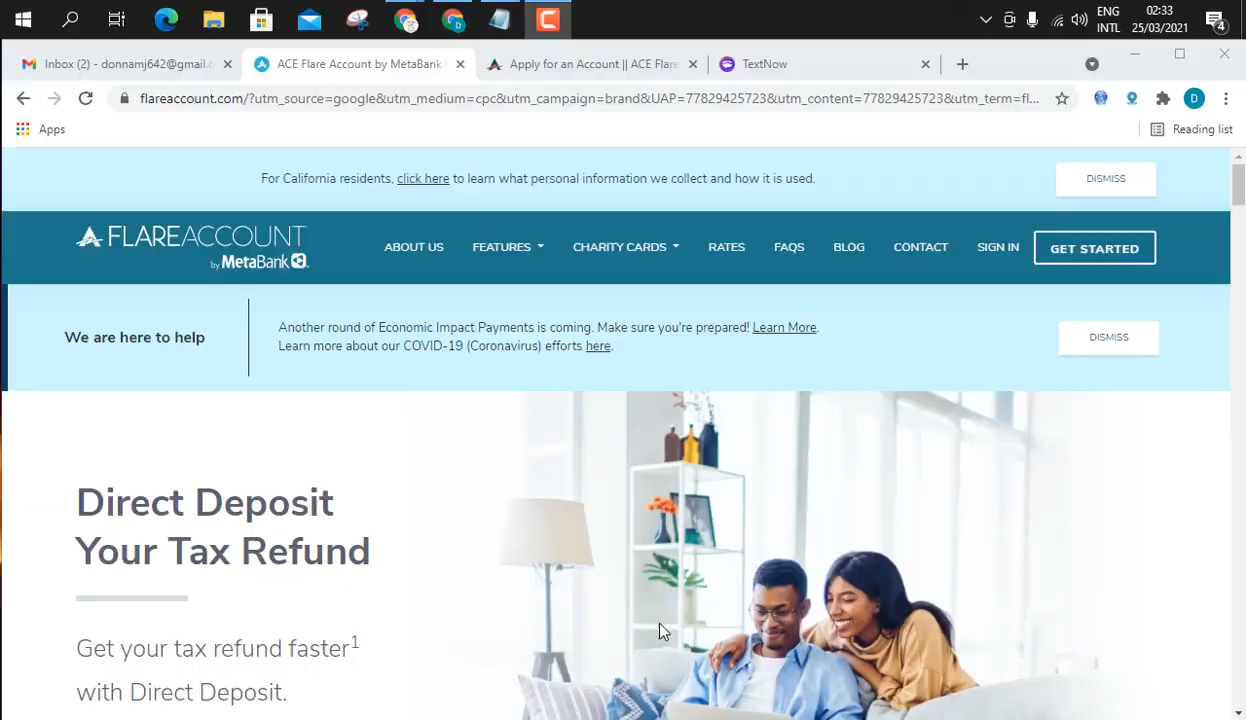 ENG
INTL
02:33
25/03/2021
4
Inbox (2) - donnamj642@gmail.c
ACE Flare Account by MetaBank
Apply for an Account || ACE Flare
TextNow
flareaccount.com/?utm_source=google&utm_medium=cpc&utm_campaign=brand&UAP=77829425723&utm_content=77829425723&utm_term=fl...
D
Apps
Reading list
For California residents, click here to learn what personal information we collect and how it is used.
DISMISS
FLAREACCOUNT
by MetaBank
ABOUT US
FEATURES
CHARITY CARDS
RATES
FAQS
BLOG
CONTACT
SIGN IN
GET STARTED
We are here to help
Another round of Economic Impact Payments is coming. Make sure you're prepared! Learn More.
Learn more about our COVID-19 (Coronavirus) efforts here.
DISMISS
Direct Deposit
Your Tax Refund
Get your tax refund faster1
with Direct Deposit.